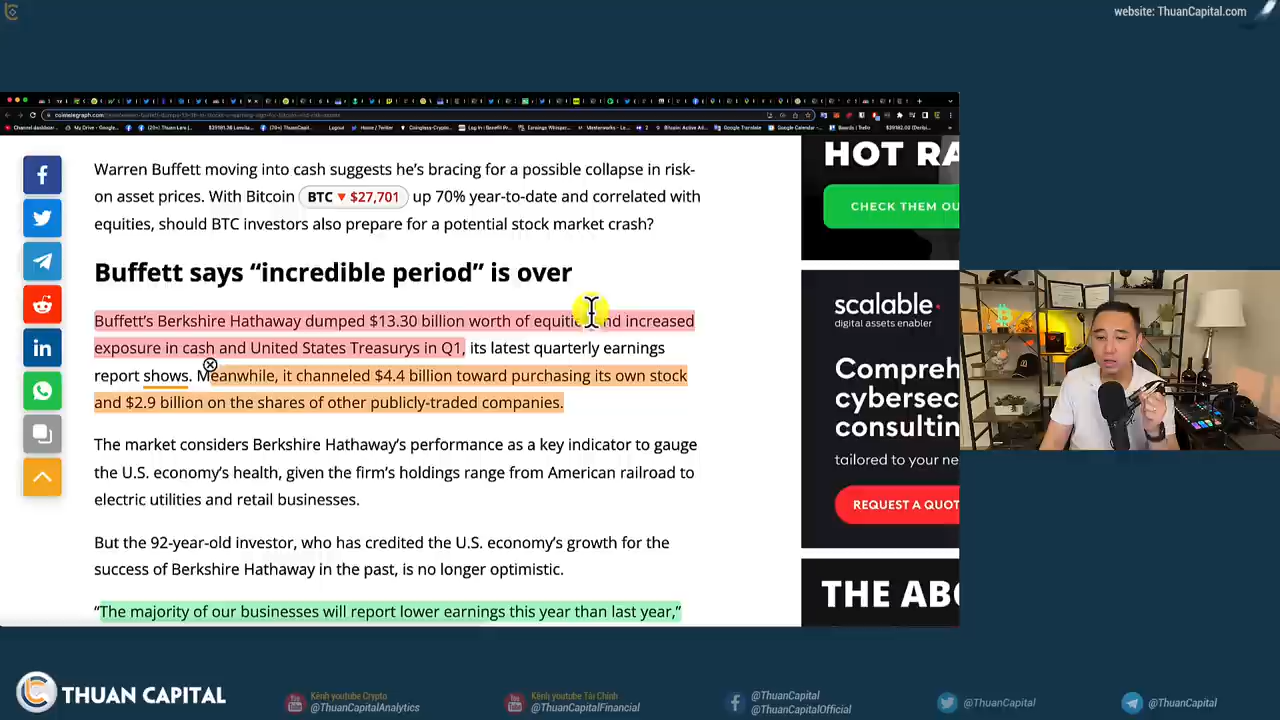 website: ThuanCapital.com
Warren Buffett moving into cash suggests he's bracing for a possible collapse in risk-
on asset prices. With Bitcoin BTC ▼ $27,701 up 70% year-to-date and correlated with
equities, should BTC investors also prepare for a potential stock market crash?
Buffett says “incredible period” is over
Buffett's Berkshire Hathaway dumped $13.30 billion worth of equities and increased
exposure in cash and United States Treasurys in Q1, its latest quarterly earnings
report shows. Meanwhile, it channeled $4.4 billion toward purchasing its own stock
and $2.9 billion on the shares of other publicly-traded companies.
The market considers Berkshire Hathaway's performance as a key indicator to gauge
the U.S. economy's health, given the firm's holdings range from American railroad to
electric utilities and retail businesses.
But the 92-year-old investor, who has credited the U.S. economy's growth for the
success of Berkshire Hathaway in the past, is no longer optimistic.
“The majority of our businesses will report lower earnings this year than last year,”
HOT RA
CHECK THEM OU
scalable.
digital assets enabler
Compreh
cybersec
consultin
tailored to your ne
REQUEST A QUOT
THE ABO
THUAN CAPITAL
Kênh youtube Crypto
@ThuanCapitalAnalytics
Kênh youtube Tài Chính
@ThuanCapitalFinancial
@ThuanCapital
@ThuanCapitalOfficial
@ThuanCapital
@ThuanCapital